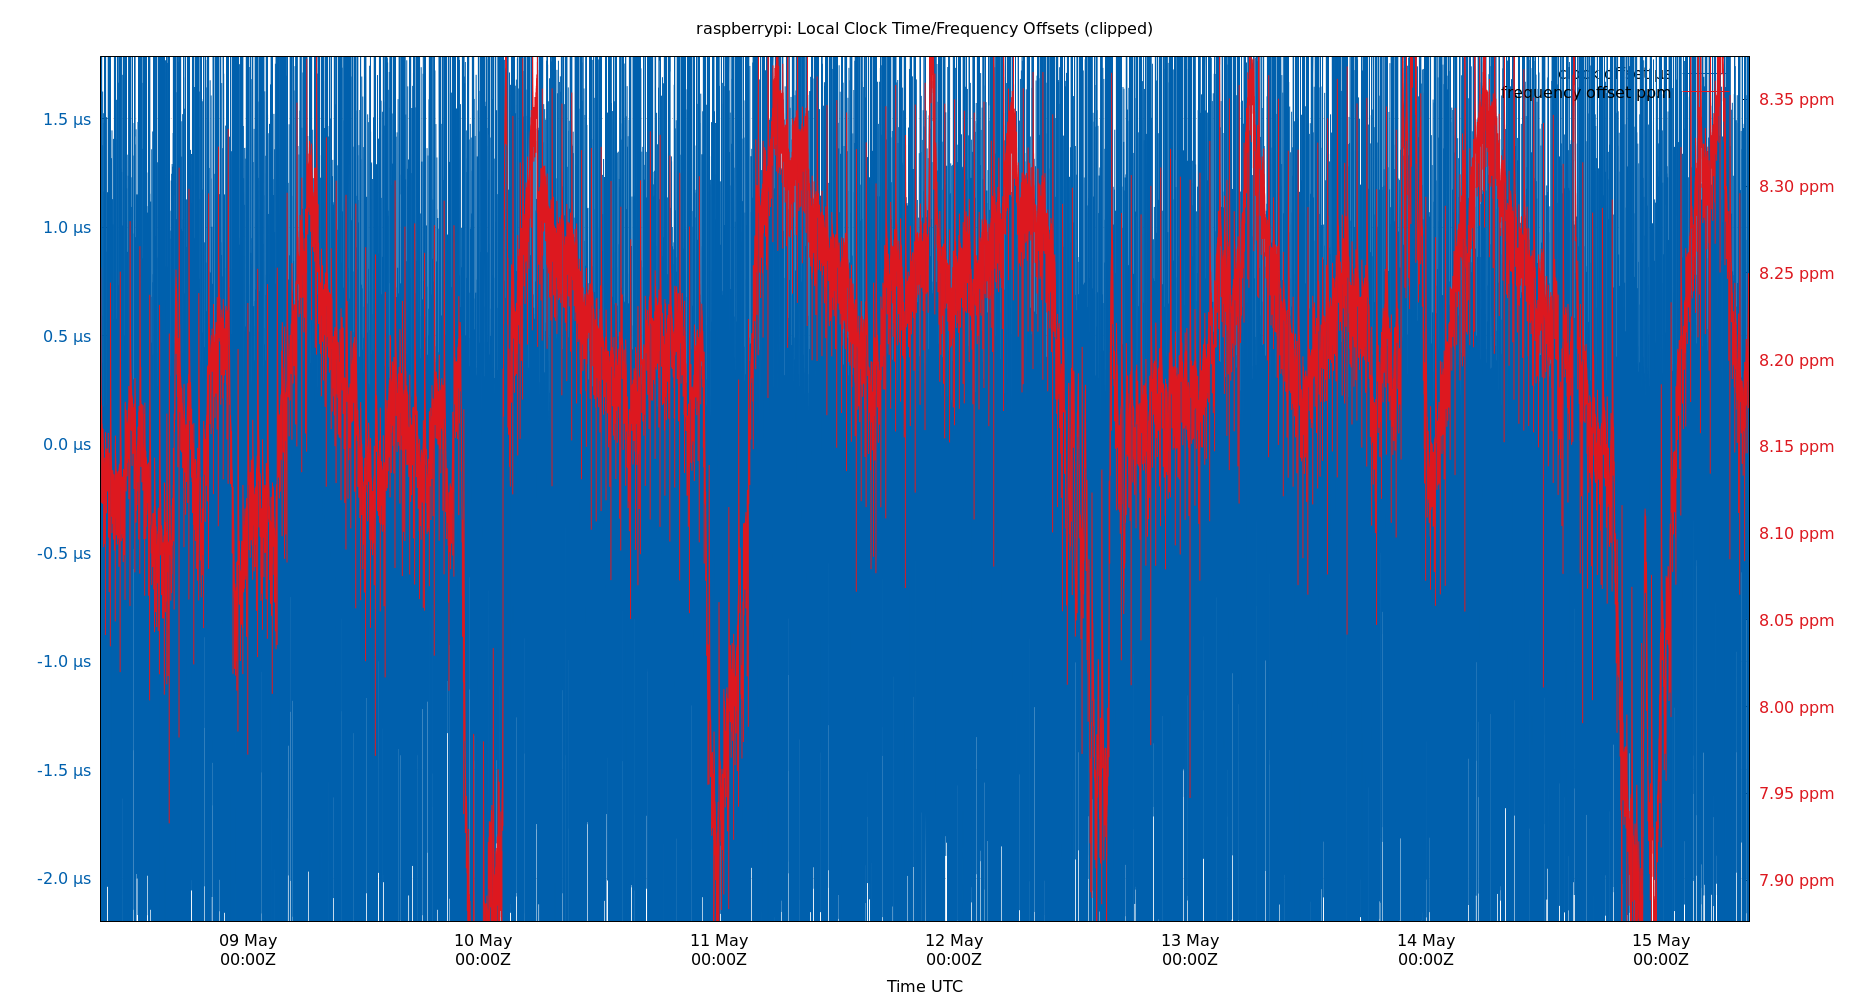 raspberrypi: Local Clock Time/Frequency Offsets (clipped)
clock offset µs
frequency offset ppm
1.5 µs
1.0 µs
0.5 µs
0.0 µs
-0.5 µs
-1.0 µs
-1.5 µs
-2.0 µs
8.35 ppm
8.30 ppm
8.25 ppm
8.20 ppm
8.15 ppm
8.10 ppm
8.05 ppm
8.00 ppm
7.95 ppm
7.90 ppm
09 May
00:00Z
10 May
00:00Z
11 May
00:00Z
12 May
00:00Z
13 May
00:00Z
14 May
00:00Z
15 May
00:00Z
Time UTC